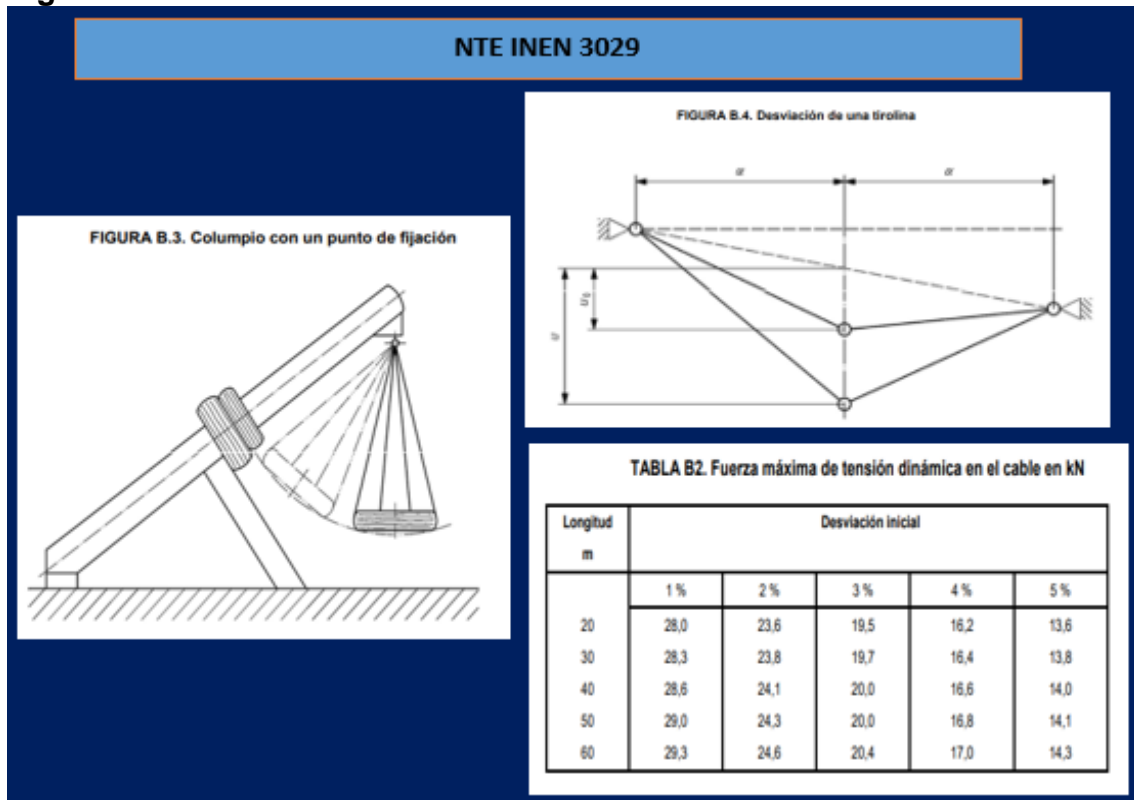 NTE INEN 3029
FIGURA B.3. Columpio con un punto de fijación
FIGURA B.4. Desviación de una tirolina
α α
u₀
u
TABLA B2. Fuerza máxima de tensión dinámica en el cable en kN
Longitud Desviación inicial
m
1 % 2 % 3 % 4 % 5 %
20 28,0 23,6 19,5 16,2 13,6
30 28,3 23,8 19,7 16,4 13,8
40 28,6 24,1 20,0 16,6 14,0
50 29,0 24,3 20,0 16,8 14,1
60 29,3 24,6 20,4 17,0 14,3